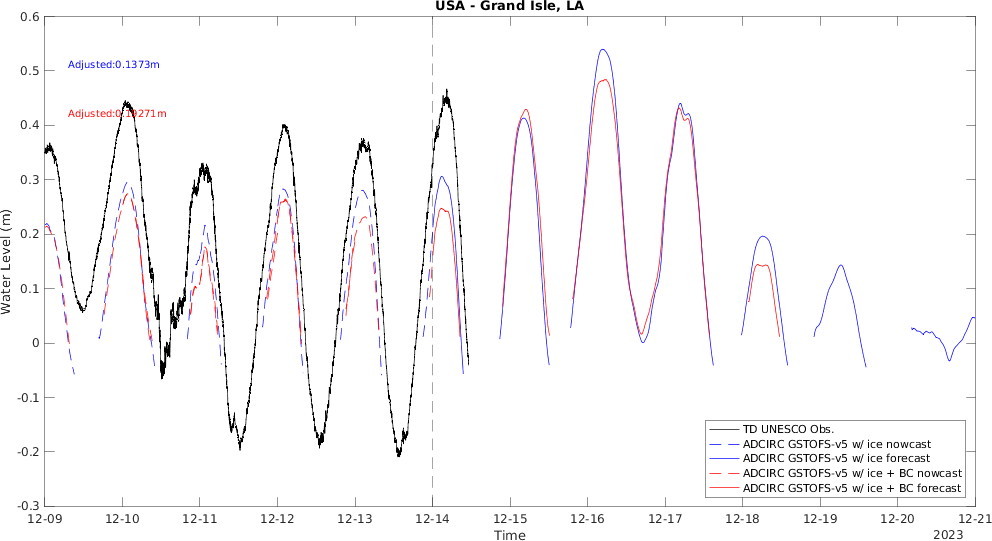 USA - Grand Isle, LA
0.6
0.5
0.4
0.3
0.2
0.1
0
-0.1
-0.2
-0.3
Water Level (m)
Adjusted:0.1373m
Adjusted:0.19271m
TD UNESCO Obs.
ADCIRC GSTOFS-v5 w/ ice nowcast
ADCIRC GSTOFS-v5 w/ ice forecast
ADCIRC GSTOFS-v5 w/ ice + BC nowcast
ADCIRC GSTOFS-v5 w/ ice + BC forecast
12-09 12-10 12-11 12-12 12-13 12-14 12-15 12-16 12-17 12-18 12-19 12-20 12-21
Time
2023